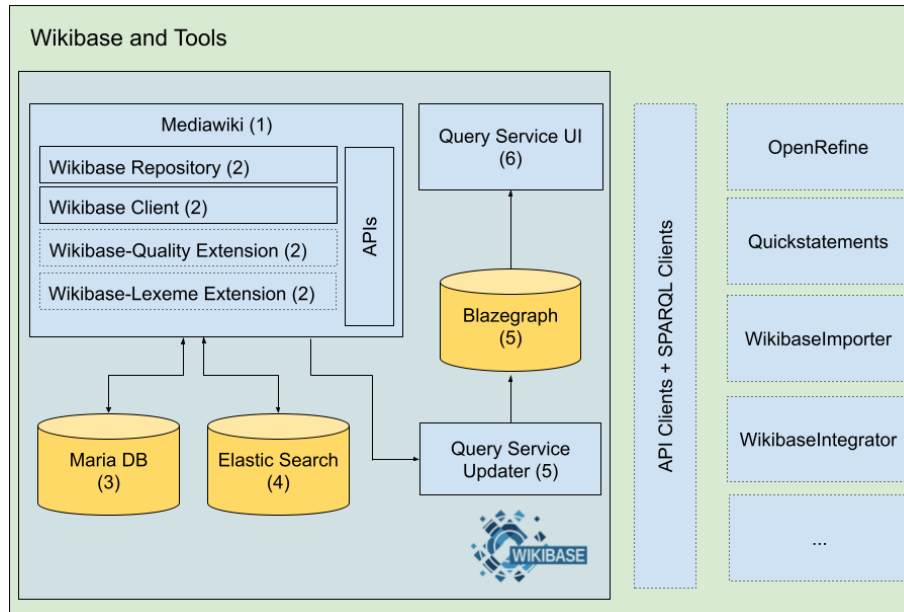 Wikibase and Tools
Mediawiki (1)
Wikibase Repository (2)
Wikibase Client (2)
Wikibase-Quality Extension (2)
Wikibase-Lexeme Extension (2)
APIs
Query Service UI
(6)
Blazegraph
(5)
Maria DB
(3)
Elastic Search
(4)
Query Service
Updater (5)
WIKIBASE
API Clients + SPARQL Clients
OpenRefine
Quickstatements
WikibaseImporter
WikibaseIntegrator
...